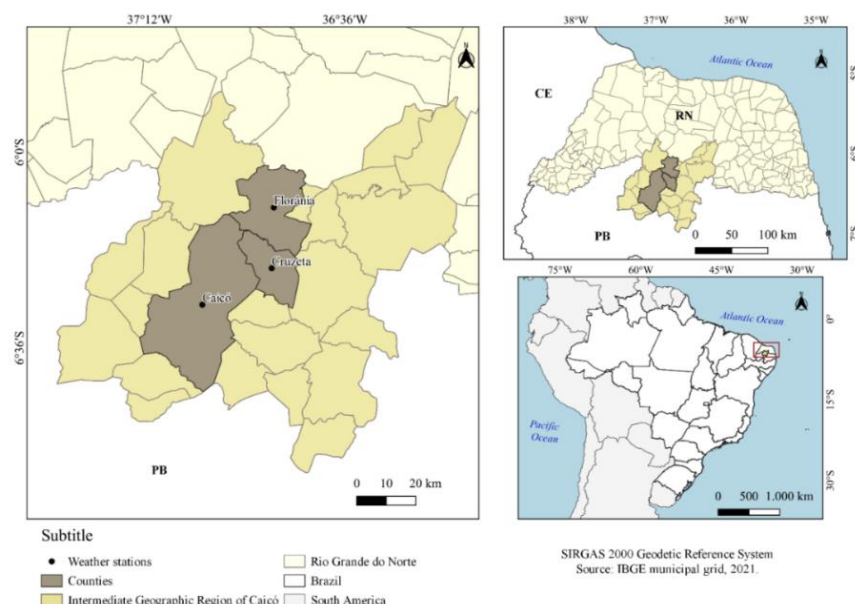 37°12'W
36°36'W
6°0'S
6°36'S
N
Florânia
Cruzeta
Caicó
PB
0 10 20 km
38°W 37°W 36°W 35°W
5°S
6°S
7°S
N
Atlantic Ocean
CE
RN
PB
0 50 100 km
75°W 60°W 45°W 30°W
0°
15°S
30°S
N
Atlantic Ocean
Pacific
Ocean
0 500 1.000 km
Subtitle
Weather stations
Counties
Intermediate Geographic Region of Caicó
Rio Grande do Norte
Brazil
South America
SIRGAS 2000 Geodetic Reference System
Source: IBGE municipal grid, 2021.